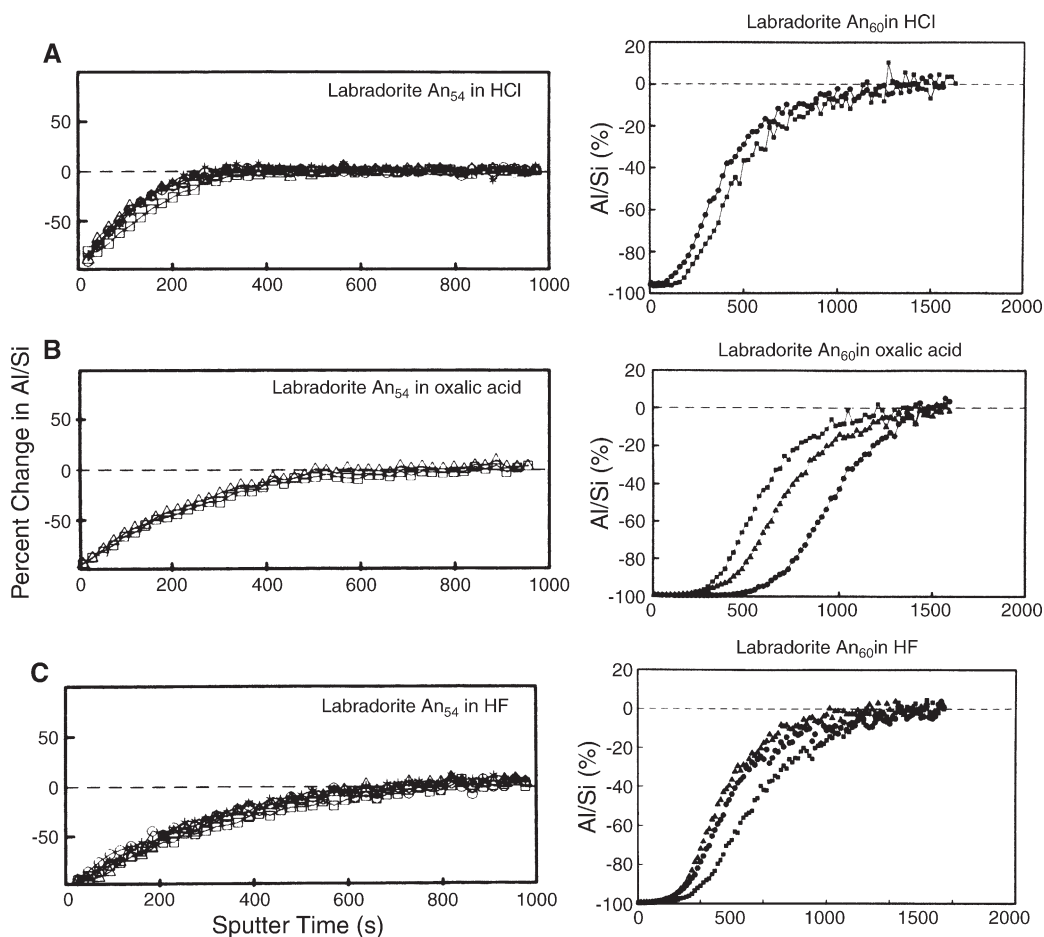 A
Labradorite An54 in HCl
50
0
-50
0 200 400 600 800 1000
Labradorite An60in HCl
Al/Si (%)
20
0
-20
-40
-60
-80
-100
0 500 1000 1500 2000
Percent Change in Al/Si
B
Labradorite An54 in oxalic acid
50
0
-50
0 200 400 600 800 1000
Labradorite An60in oxalic acid
Al/Si (%)
20
0
-20
-40
-60
-80
-100
0 500 1000 1500 2000
C
Labradorite An54 in HF
50
0
-50
0 200 400 600 800 1000
Sputter Time (s)
Labradorite An60in HF
Al/Si (%)
20
0
-20
-40
-60
-80
-100
0 500 1000 1500 2000